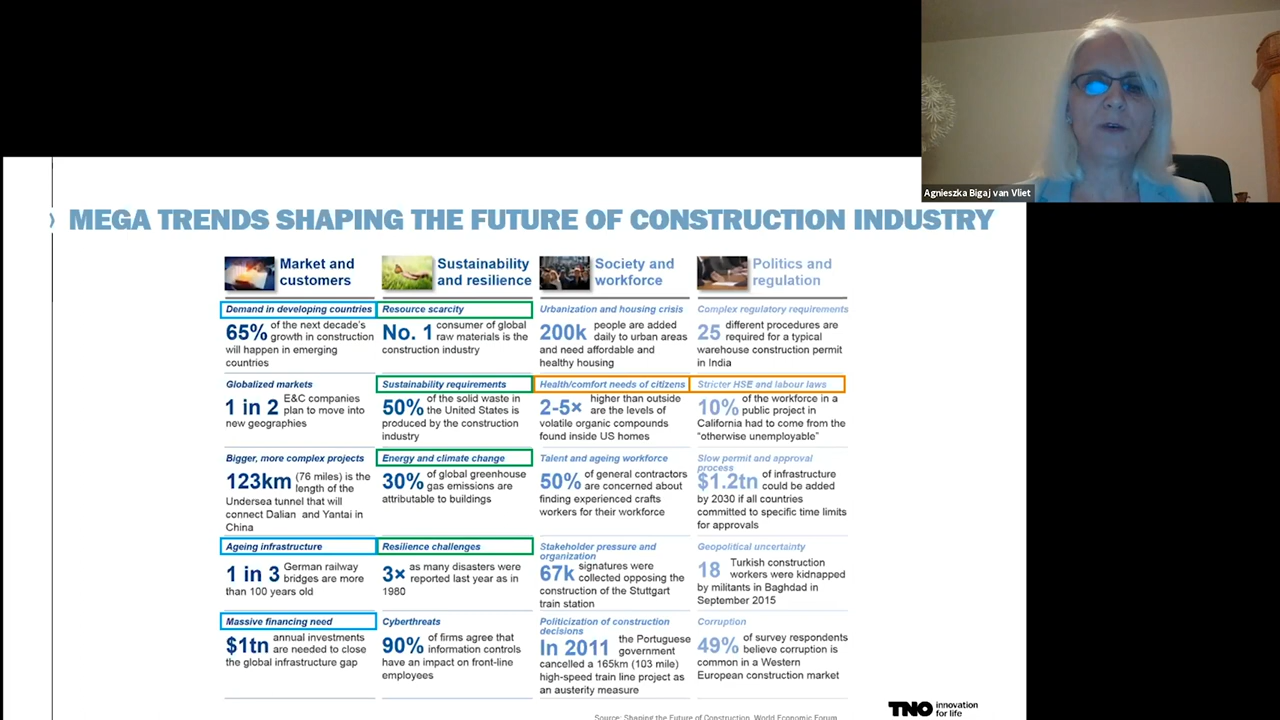 Agnieszka Bigaj van Vliet
MEGA TRENDS SHAPING THE FUTURE OF CONSTRUCTION INDUSTRY
Market and
customers
Demand in developing countries
65% of the next decade's
growth in construction
will happen in emerging
countries
Globalized markets
1 in 2 E&C companies
plan to move into
new geographies
Bigger, more complex projects
123km (76 miles) is the
length of the
Undersea tunnel that will
connect Dalian and Yantai in
China
Ageing infrastructure
1 in 3 German railway
bridges are more
than 100 years old
Massive financing need
$1tn annual investments
are needed to close
the global infrastructure gap
Sustainability
and resilience
Resource scarcity
No. 1 consumer of global
raw materials is the
construction industry
Sustainability requirements
50% of the solid waste in
the United States is
produced by the construction
industry
Energy and climate change
30% of global greenhouse
gas emissions are
attributable to buildings
Resilience challenges
3× as many disasters were
reported last year as in
1980
Cyberthreats
90% of firms agree that
information controls
have an impact on front-line
employees
Society and
workforce
Urbanization and housing crisis
200k people are added
daily to urban areas
and need affordable and
healthy housing
Health/comfort needs of citizens
2-5× higher than outside
are the levels of
volatile organic compounds
found inside US homes
Talent and ageing workforce
50% of general contractors
are concerned about
finding experienced crafts
workers for their workforce
Stakeholder pressure and
organization
67k signatures were
collected opposing the
construction of the Stuttgart
train station
Politicization of construction
decisions
In 2011 the Portuguese
government
cancelled a 165km (103 mile)
high-speed train line project as
an austerity measure
Politics and
regulation
Complex regulatory requirements
25 different procedures are
required for a typical
warehouse construction permit
in India
Stricter HSE and labour laws
10% of the workforce in a
public project in
California had to come from the
"otherwise unemployable"
Slow permit and approval
process
$1.2tn of infrastructure
could be added
by 2030 if all countries
committed to specific time limits
for approvals
Geopolitical uncertainty
18 Turkish construction
workers were kidnapped
by militants in Baghdad in
September 2015
Corruption
49% of survey respondents
believe corruption is
common in a Western
European construction market
Source: Shaping the Future of Construction, World Economic Forum
TNO innovation
for life